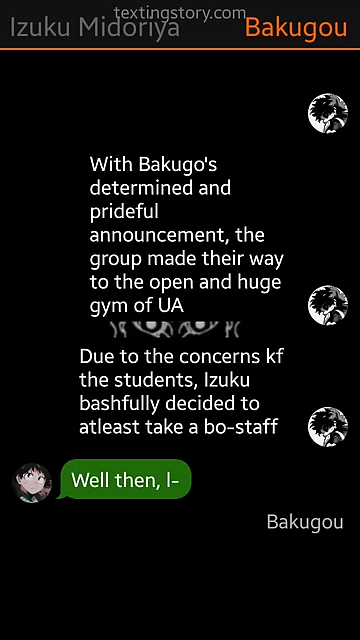 textingstory.com
Izuku Midoriya
Bakugou
With Bakugo's
determined and
prideful
announcement, the
group made their way
to the open and huge
gym of UA
Due to the concerns kf
the students, Izuku
bashfully decided to
atleast take a bo-staff
Well then, I-
Bakugou